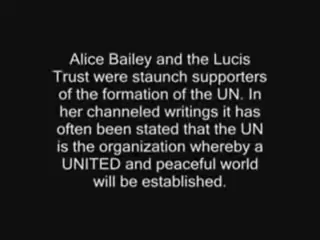 Alice Bailey and the Lucis
Trust were staunch supporters
of the formation of the UN. In
her channeled writings it has
often been stated that the UN
is the organization whereby a
UNITED and peaceful world
will be established.